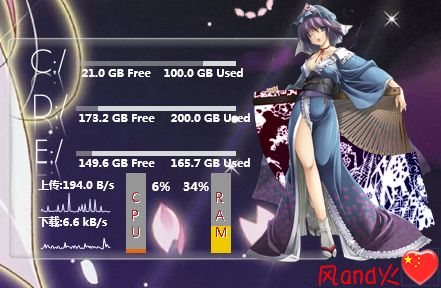 C:/
21.0 GB Free 100.0 GB Used
D:/
173.2 GB Free 200.0 GB Used
E:/
149.6 GB Free 165.7 GB Used
上传:194.0 B/s
6% 34%
下载:6.6 kB/s
CPU
RAM
风andy火